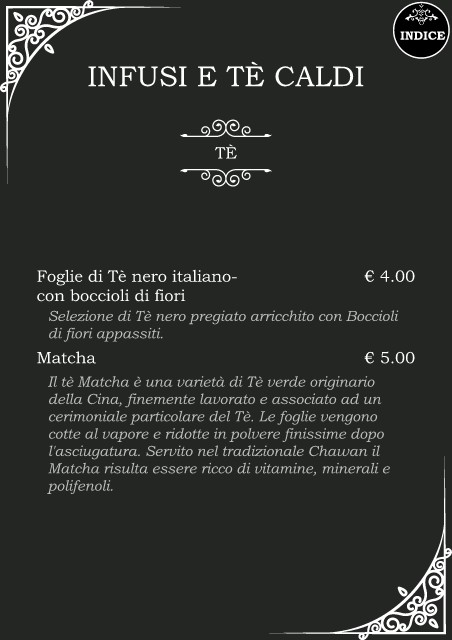 INDICE
INFUSI E TÈ CALDI
TÈ
Foglie di Tè nero italiano- € 4.00
con boccioli di fiori
Selezione di Tè nero pregiato arricchito con Boccioli
di fiori appassiti.
Matcha € 5.00
Il tè Matcha è una varietà di Tè verde originario
della Cina, finemente lavorato e associato ad un
cerimoniale particolare del Tè. Le foglie vengono
cotte al vapore e ridotte in polvere finissime dopo
l'asciugatura. Servito nel tradizionale Chawan il
Matcha risulta essere ricco di vitamine, minerali e
polifenoli.